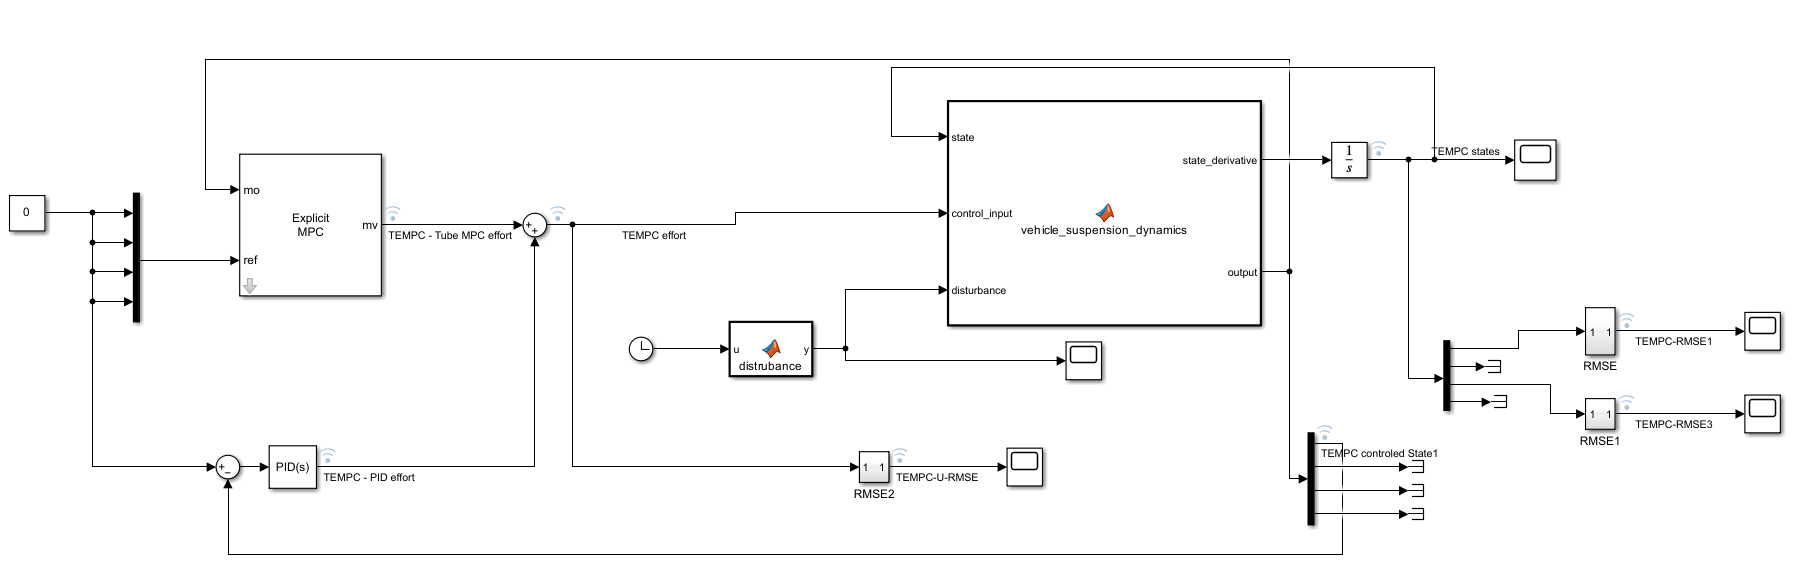 0
mo
Explicit
MPC
mv
ref
TEMPC - Tube MPC effort
+
+
TEMPC effort
state
control_input
disturbance
vehicle_suspension_dynamics
state_derivative
output
1
s
TEMPC states
u
y
distrubance
+
−
PID(s)
TEMPC - PID effort
1 1
RMSE2
TEMPC-U-RMSE
1 1
RMSE
TEMPC-RMSE1
1 1
RMSE1
TEMPC-RMSE3
TEMPC controled State1